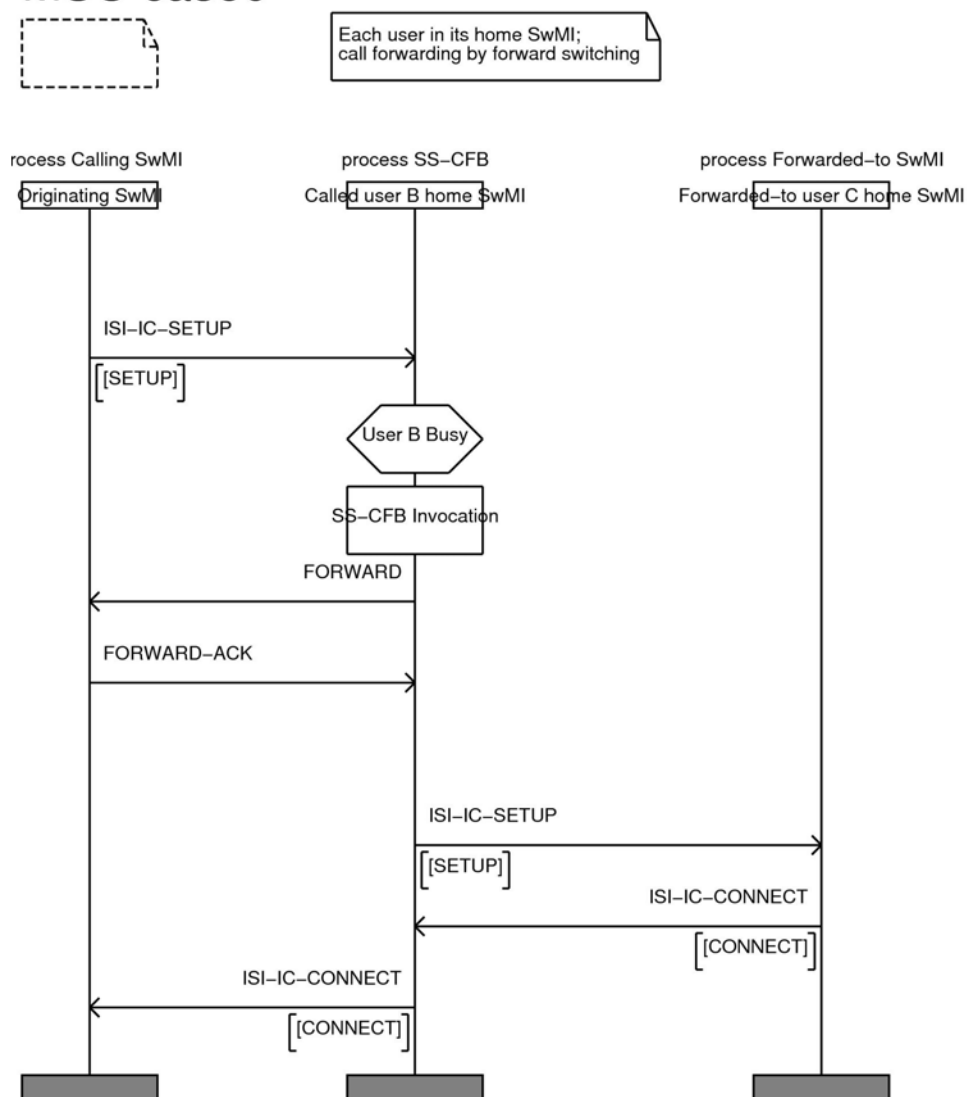 Each user in its home SwMI;
call forwarding by forward switching
rocess Calling SwMI
process SS–CFB
process Forwarded–to SwMI
Originating SwMI
Called user B home SwMI
Forwarded–to user C home SwMI
ISI–IC–SETUP
[SETUP]
User B Busy
SS–CFB Invocation
FORWARD
FORWARD–ACK
ISI–IC–SETUP
[SETUP]
ISI–IC–CONNECT
[CONNECT]
ISI–IC–CONNECT
[CONNECT]